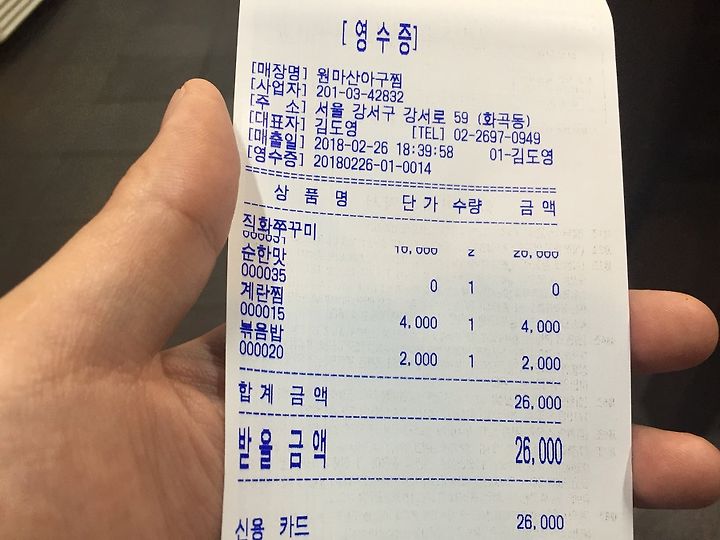 [영수증]
[매장명] 원마산아구찜
[사업자] 201-03-42832
[주 소] 서울 강서구 강서로 59 (화곡동)
[대표자] 김도영 [TEL] 02-2697-0949
[매출일] 2018-02-26 18:39:58 01-김도영
[영수증] 20180226-01-0014
상 품 명 단가 수량 금액
직화쭈꾸미
000031 10,000 2 20,000
순한맛
000035 0 1 0
계란찜
000015 4,000 1 4,000
볶음밥
000020 2,000 1 2,000
합계 금액 26,000
받을 금액 26,000
신용 카드 26,000